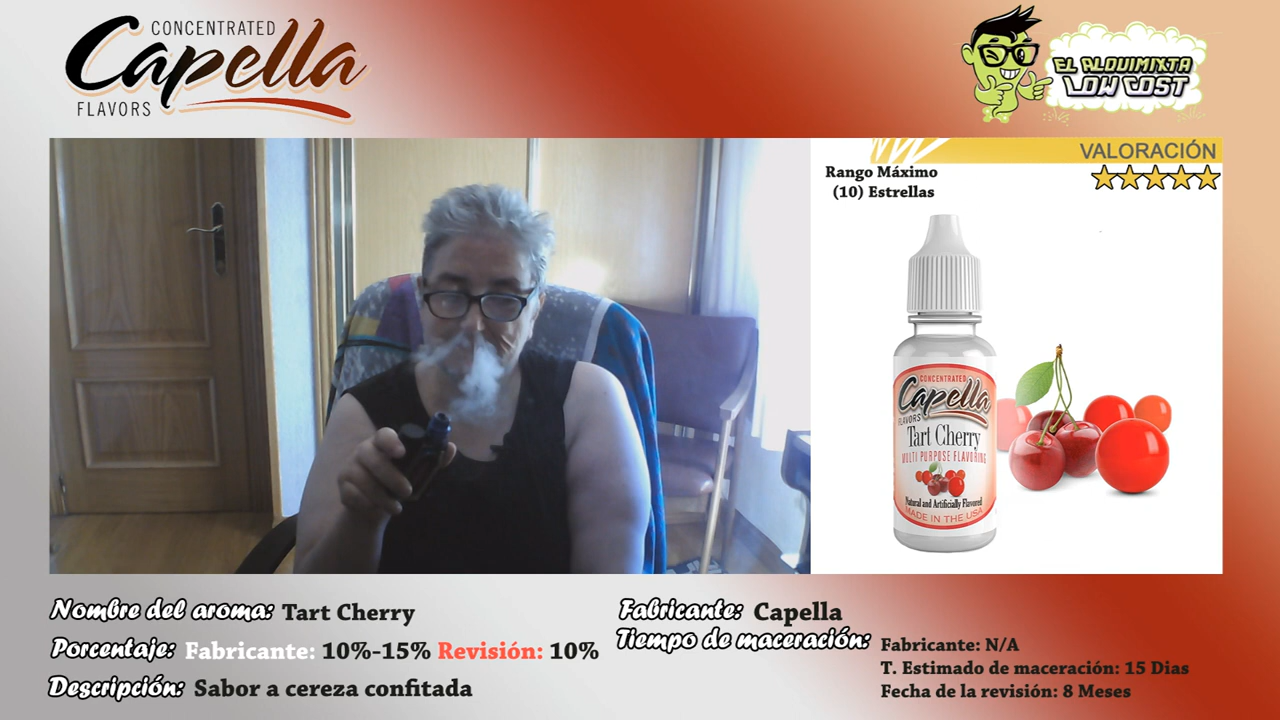 CONCENTRATED
Capella
FLAVORS
EL ALQUIMIXTA
LOW COST
VALORACIÓN
Rango Máximo
(10) Estrellas
CONCENTRATED
Capella
FLAVORS
Tart Cherry
MULTI PURPOSE FLAVORING
Natural and Artificially Flavored
MADE IN THE USA
Nombre del aroma: Tart Cherry
Fabricante: Capella
Porcentaje: Fabricante: 10%-15% Revisión: 10%
Tiempo de maceración:
Fabricante: N/A
T. Estimado de maceración: 15 Dias
Fecha de la revisión: 8 Meses
Descripción: Sabor a cereza confitada